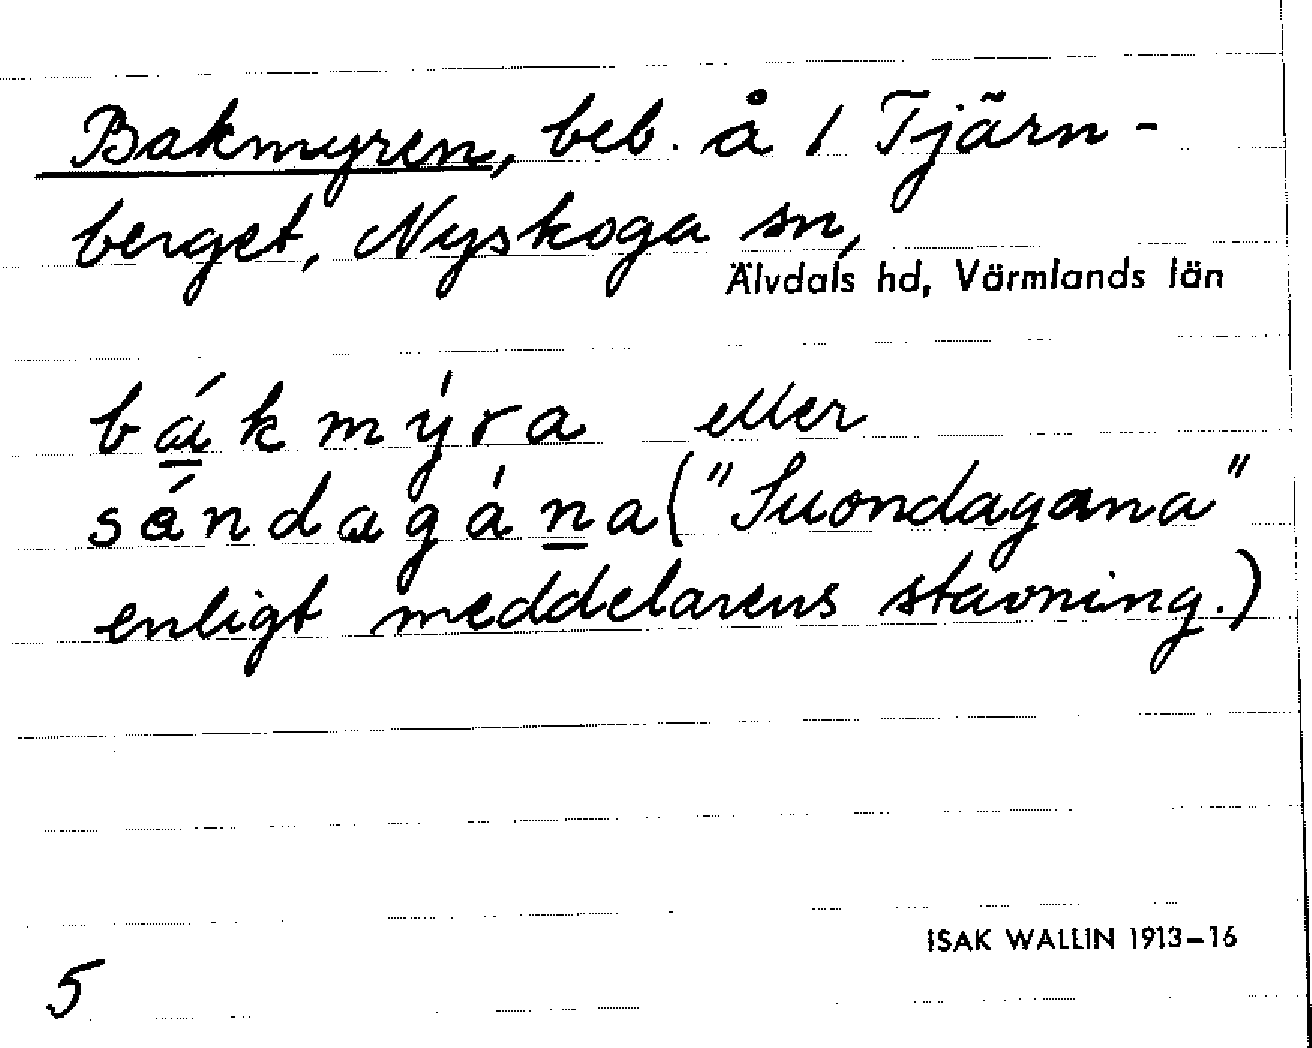 Bakmyren, beb. å 1 Tjärn-
berget, Nyskoga sn,
Älvdals hd, Värmlands län
bákmýra eller
sándagána ("Suondagana"
enligt meddelarens stavning.)
ISAK WALLIN 1913-16
5